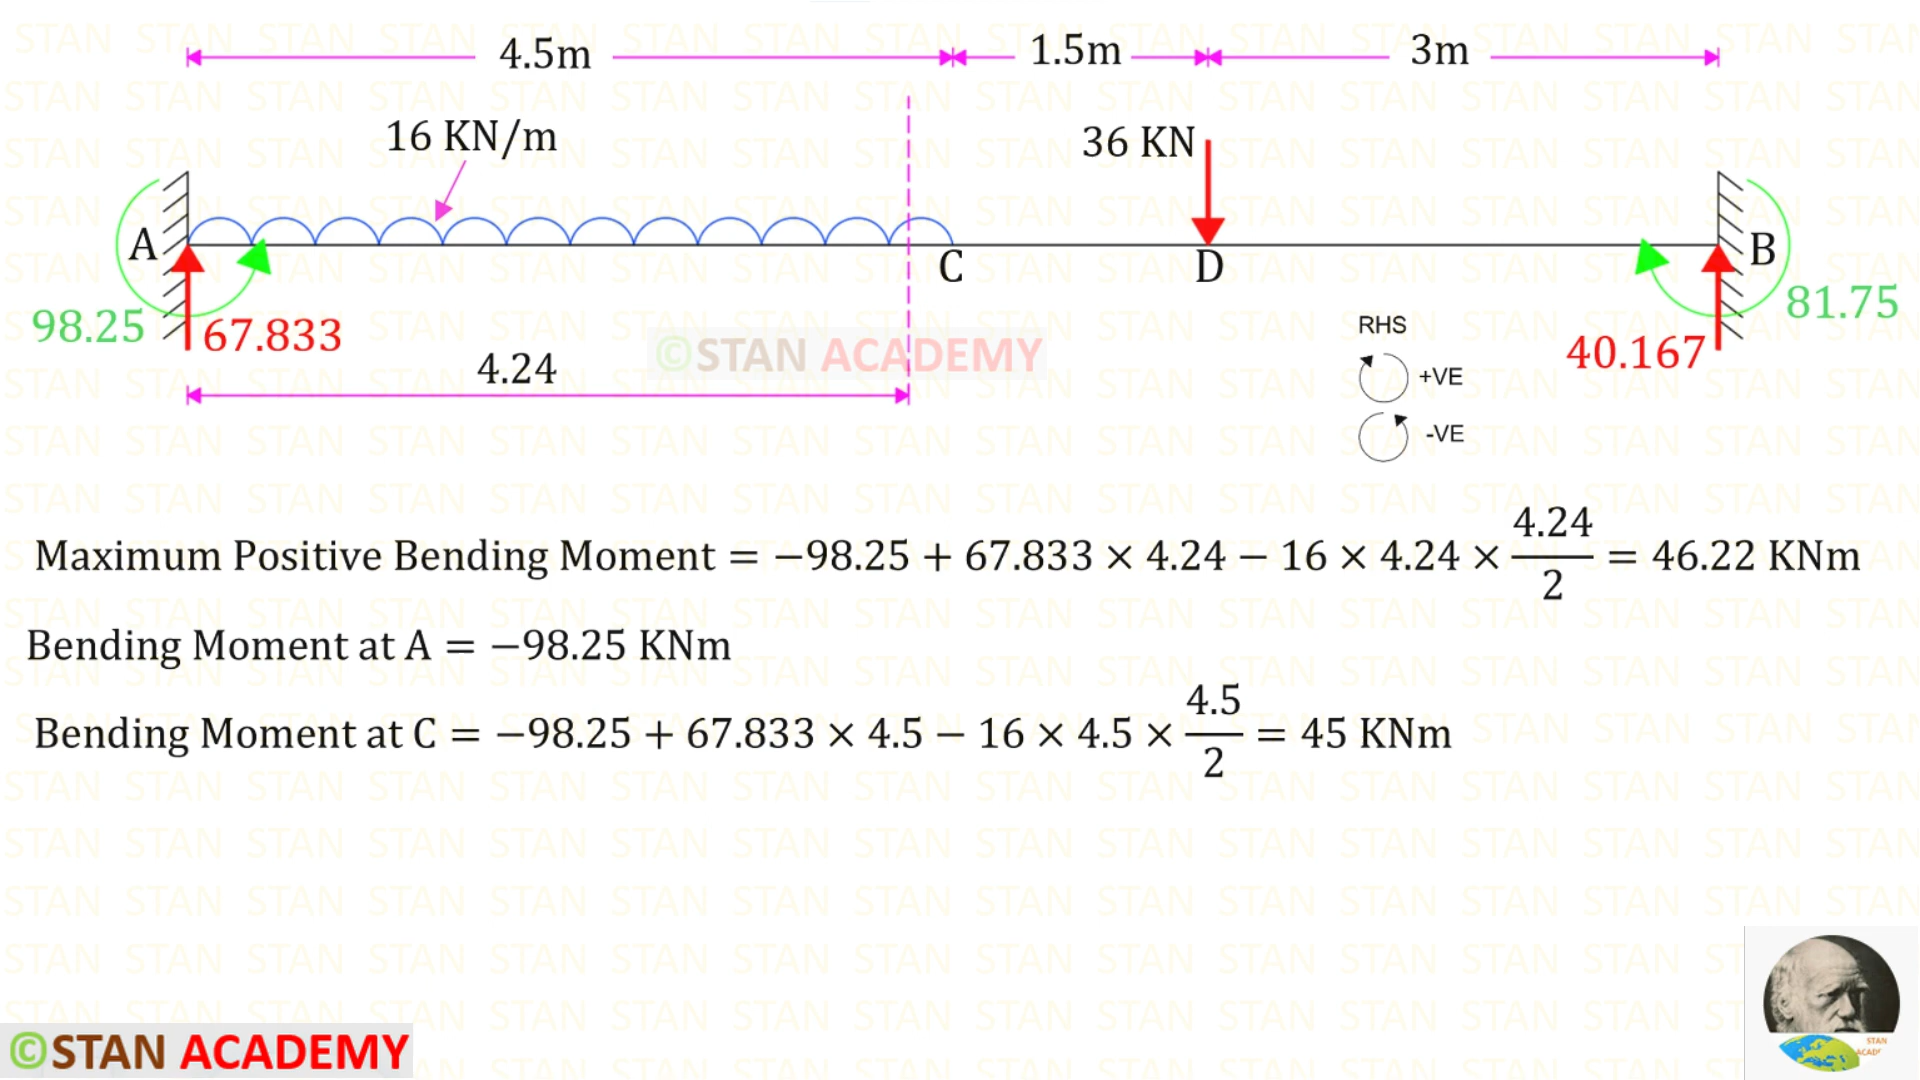 4.5m 1.5m 3m
16 KN/m
36 KN
A
C
D
B
98.25
67.833
40.167
81.75
4.24
©STAN ACADEMY
RHS
+VE
-VE
Maximum Positive Bending Moment = −98.25 + 67.833 × 4.24 − 16 × 4.24 × 4.24/2 = 46.22 KNm
Bending Moment at A = −98.25 KNm
Bending Moment at C = −98.25 + 67.833 × 4.5 − 16 × 4.5 × 4.5/2 = 45 KNm
©STAN ACADEMY
STAN